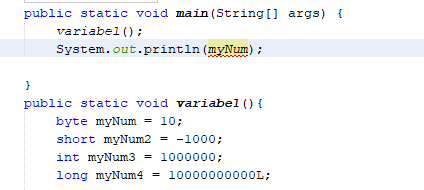 public static void main(String[] args) {
variabel();
System.out.println(myNum);
}
public static void variabel(){
byte myNum = 10;
short myNum2 = -1000;
int myNum3 = 1000000;
long myNum4 = 10000000000L;